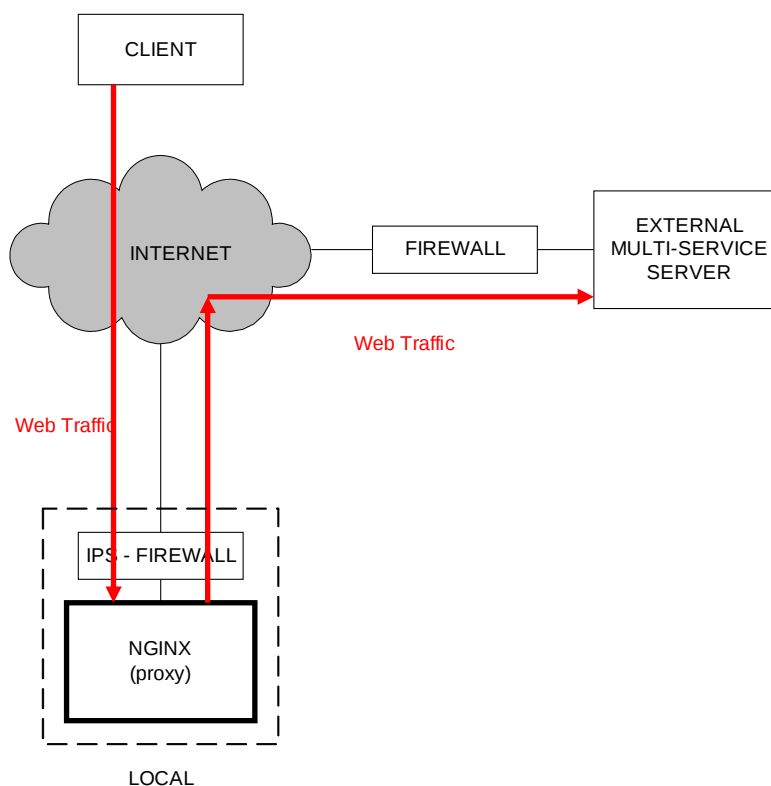 CLIENT
INTERNET
FIREWALL
EXTERNAL
MULTI-SERVICE
SERVER
Web Traffic
Web Traffic
IPS - FIREWALL
NGINX
(proxy)
LOCAL